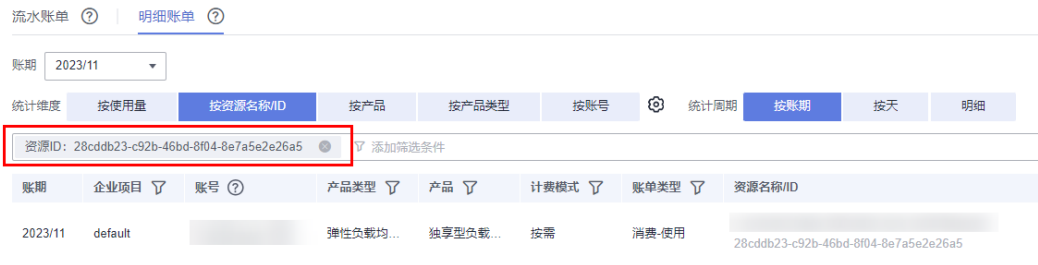 流水账单 ? 明细账单 ?
账期 2023/11
统计维度 按使用量 按资源名称/ID 按产品 按产品类型 按账号 统计周期 按账期 按天 明细
资源ID：28cddb23-c92b-46bd-8f04-8e7a5e2e26a5 添加筛选条件
账期 企业项目 账号 ? 产品类型 产品 计费模式 账单类型 资源名称/ID
2023/11 default 弹性负载均... 独享型负载... 按需 消费-使用
28cddb23-c92b-46bd-8f04-8e7a5e2e26a5